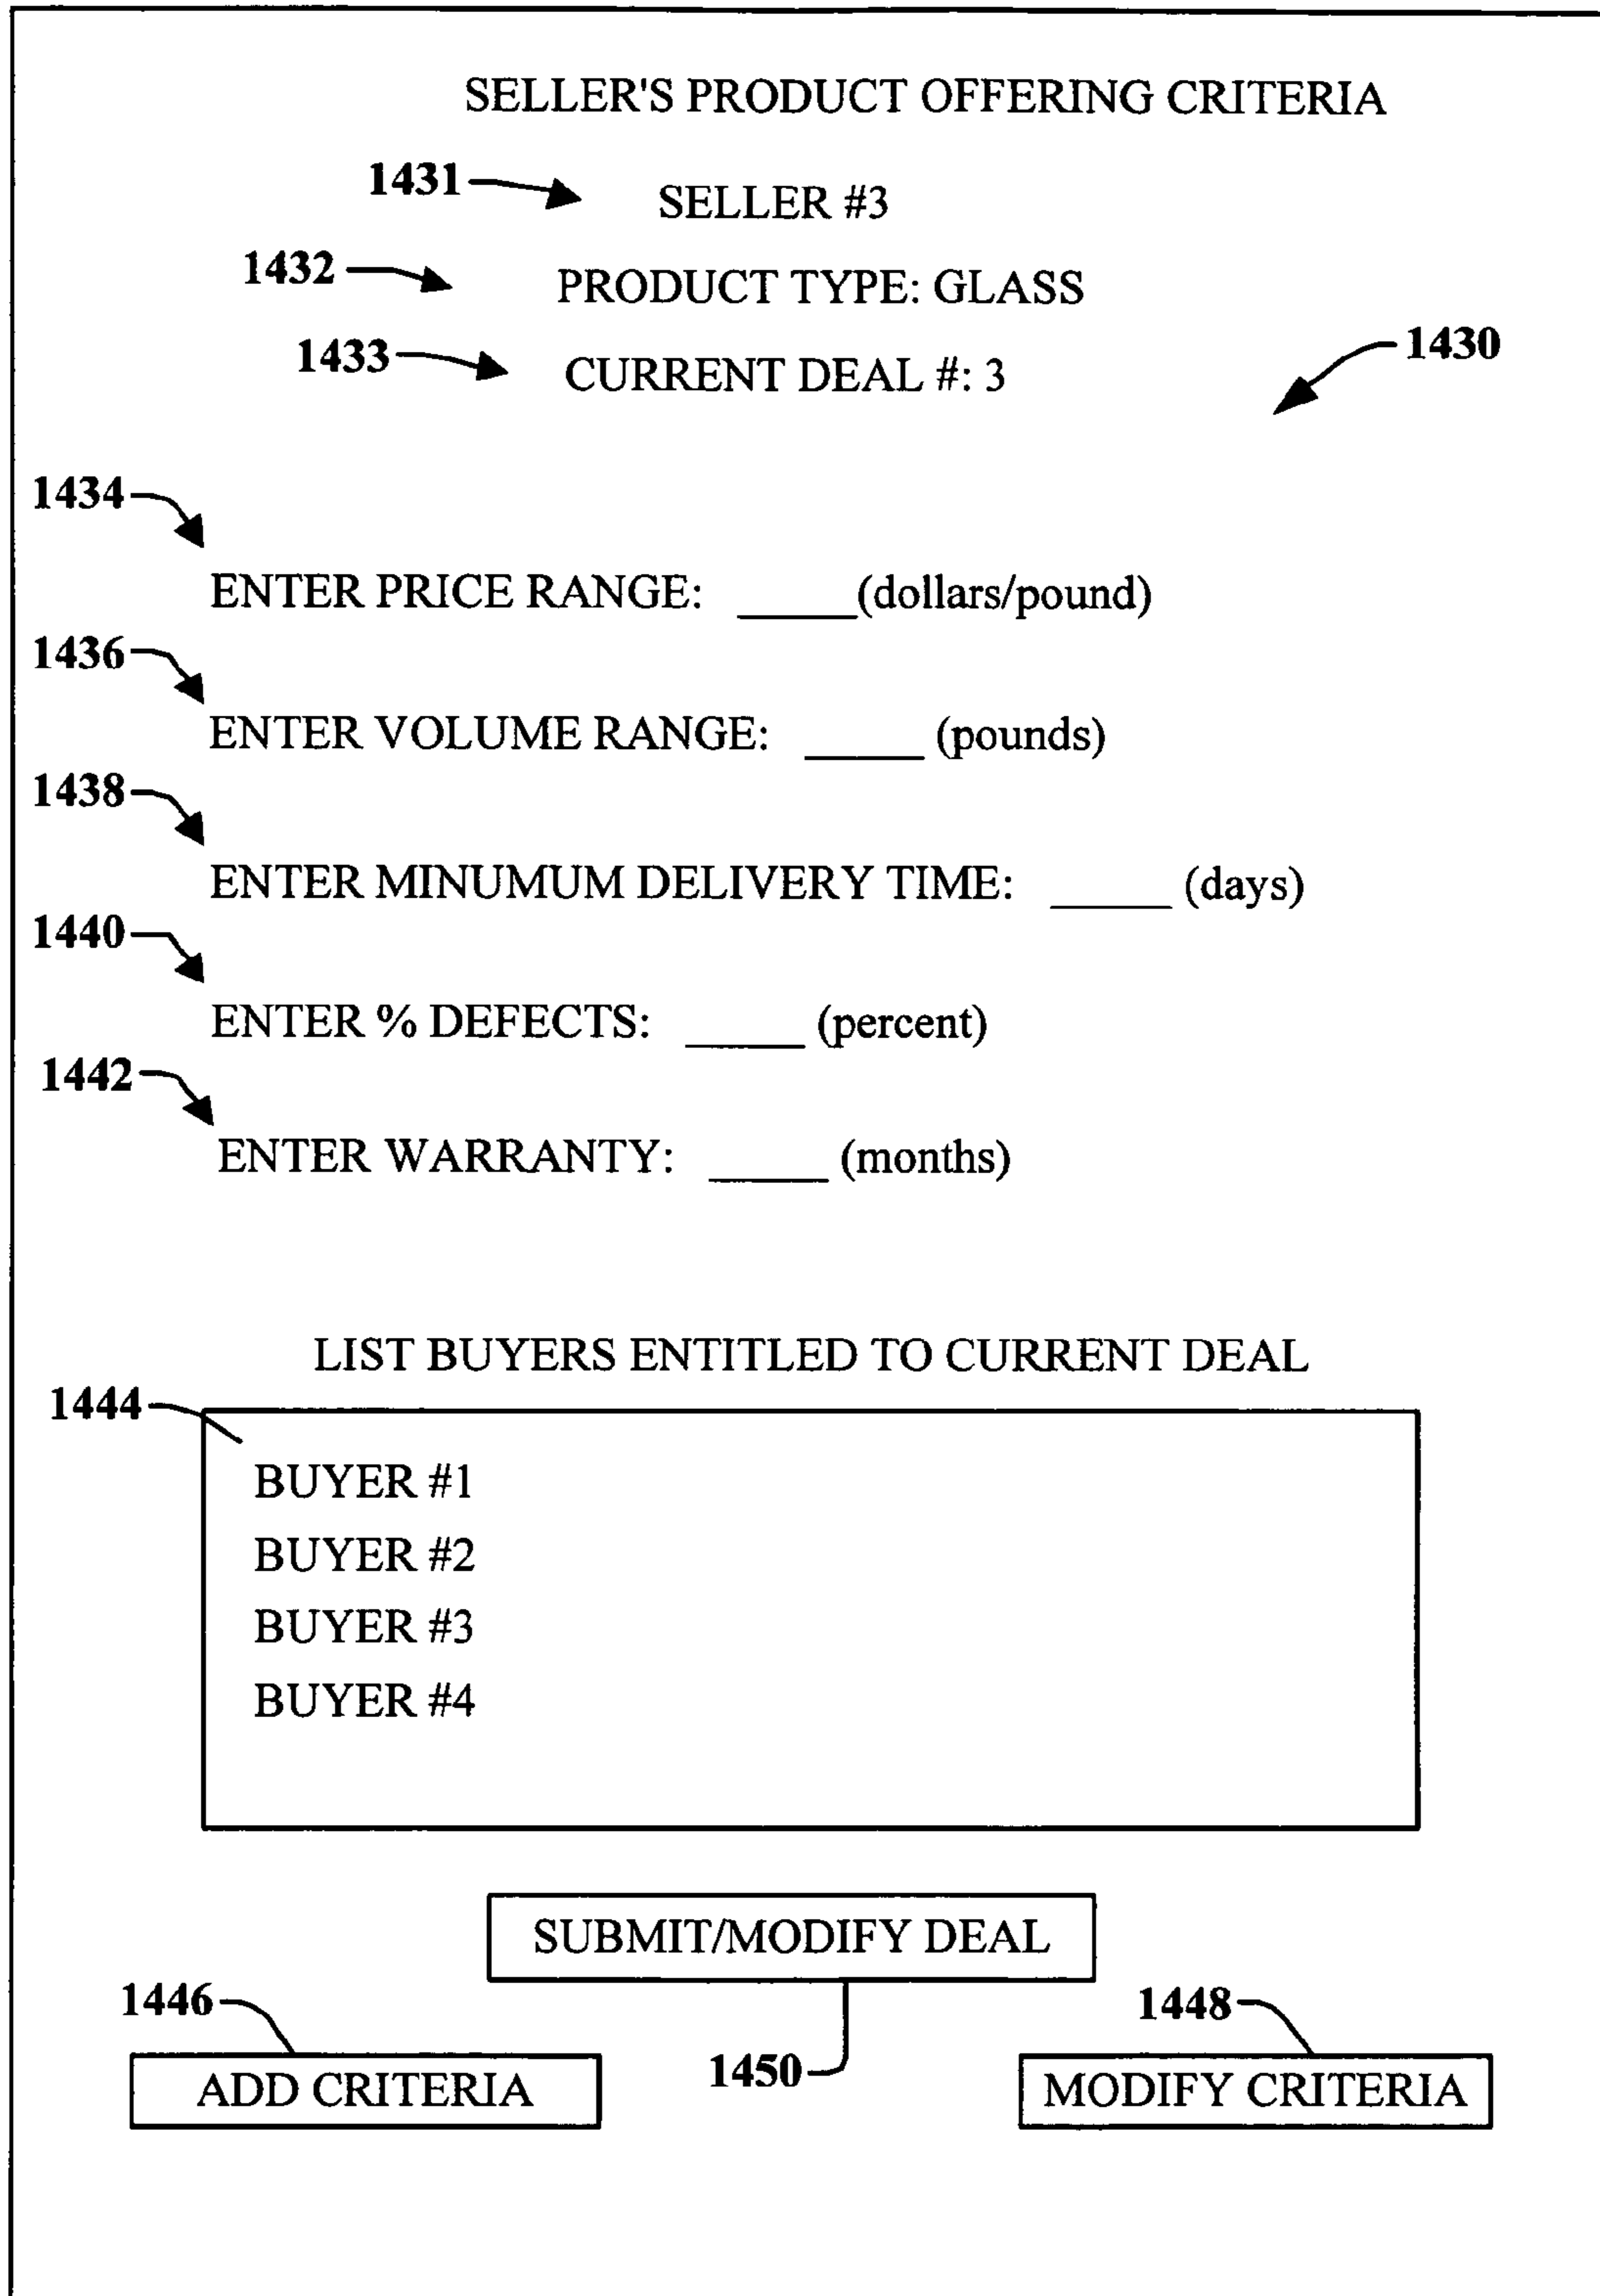 SELLER'S PRODUCT OFFERING CRITERIA
1431 SELLER #3
1432 PRODUCT TYPE: GLASS
1430
1433 CURRENT DEAL #: 3
1434
ENTER PRICE RANGE: _____(dollars/pound)
1436
ENTER VOLUME RANGE: _____ (pounds)
1438
ENTER MINUMUM DELIVERY TIME: _____ (days)
1440
ENTER % DEFECTS: _____ (percent)
1442
ENTER WARRANTY: _____ (months)
LIST BUYERS ENTITLED TO CURRENT DEAL
1444
BUYER #1
BUYER #2
BUYER #3
BUYER #4
SUBMIT/MODIFY DEAL
1446
1448
1450
ADD CRITERIA
MODIFY CRITERIA